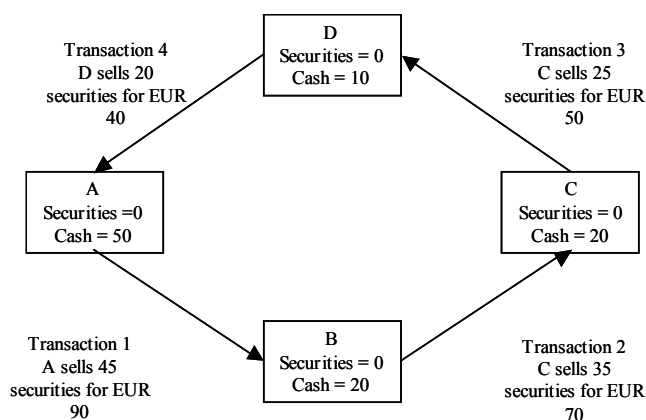 Transaction 4
D sells 20
securities for EUR
40
D
Securities = 0
Cash = 10
Transaction 3
C sells 25
securities for EUR
50
A
Securities =0
Cash = 50
C
Securities = 0
Cash = 20
Transaction 1
A sells 45
securities for EUR
90
B
Securities = 0
Cash = 20
Transaction 2
C sells 35
securities for EUR
70